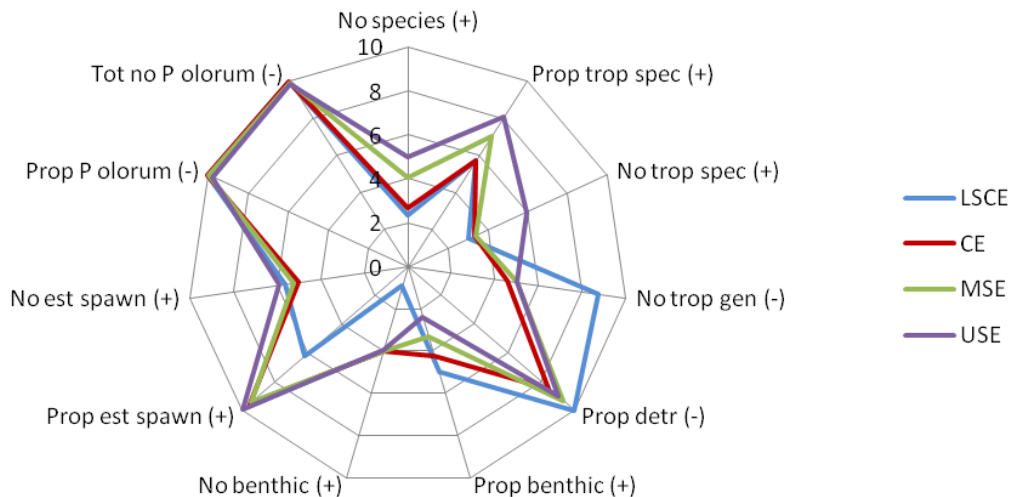 No species (+)
10
Tot no P olorum (-)
Prop trop spec (+)
8
6
Prop P olorum (-)
No trop spec (+)
4
2
LSCE
0
CE
No est spawn (+)
No trop gen (-)
MSE
USE
Prop est spawn (+)
Prop detr (-)
No benthic (+)
Prop benthic (+)